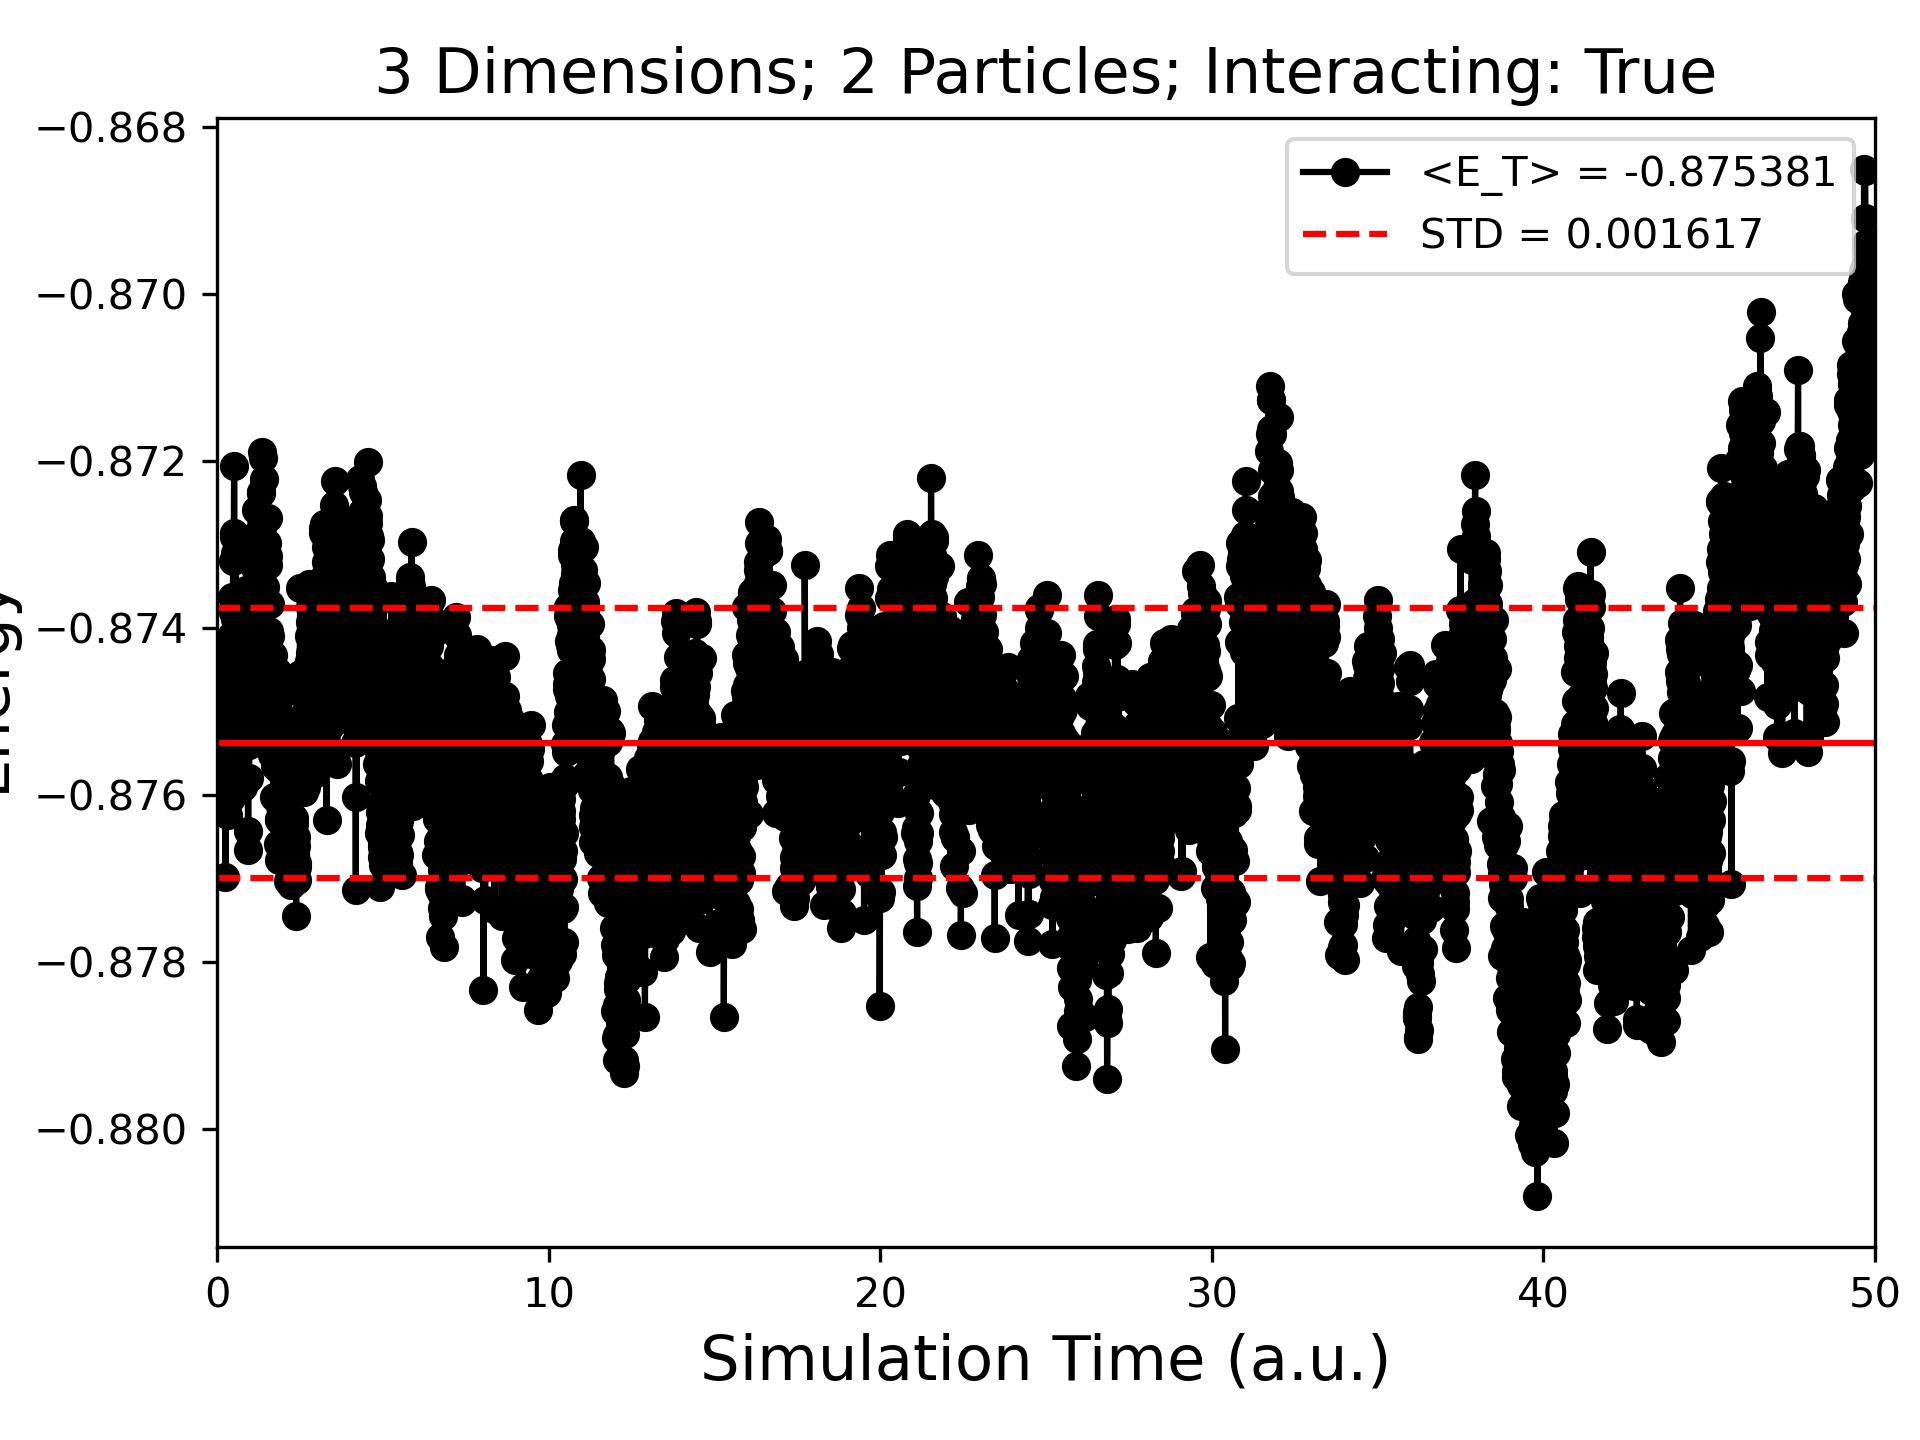 3 Dimensions; 2 Particles; Interacting: True
−0.868
−0.870
−0.872
−0.874
−0.876
−0.878
−0.880
<E_T> = -0.875381
STD = 0.001617
0 10 20 30 40 50
Simulation Time (a.u.)